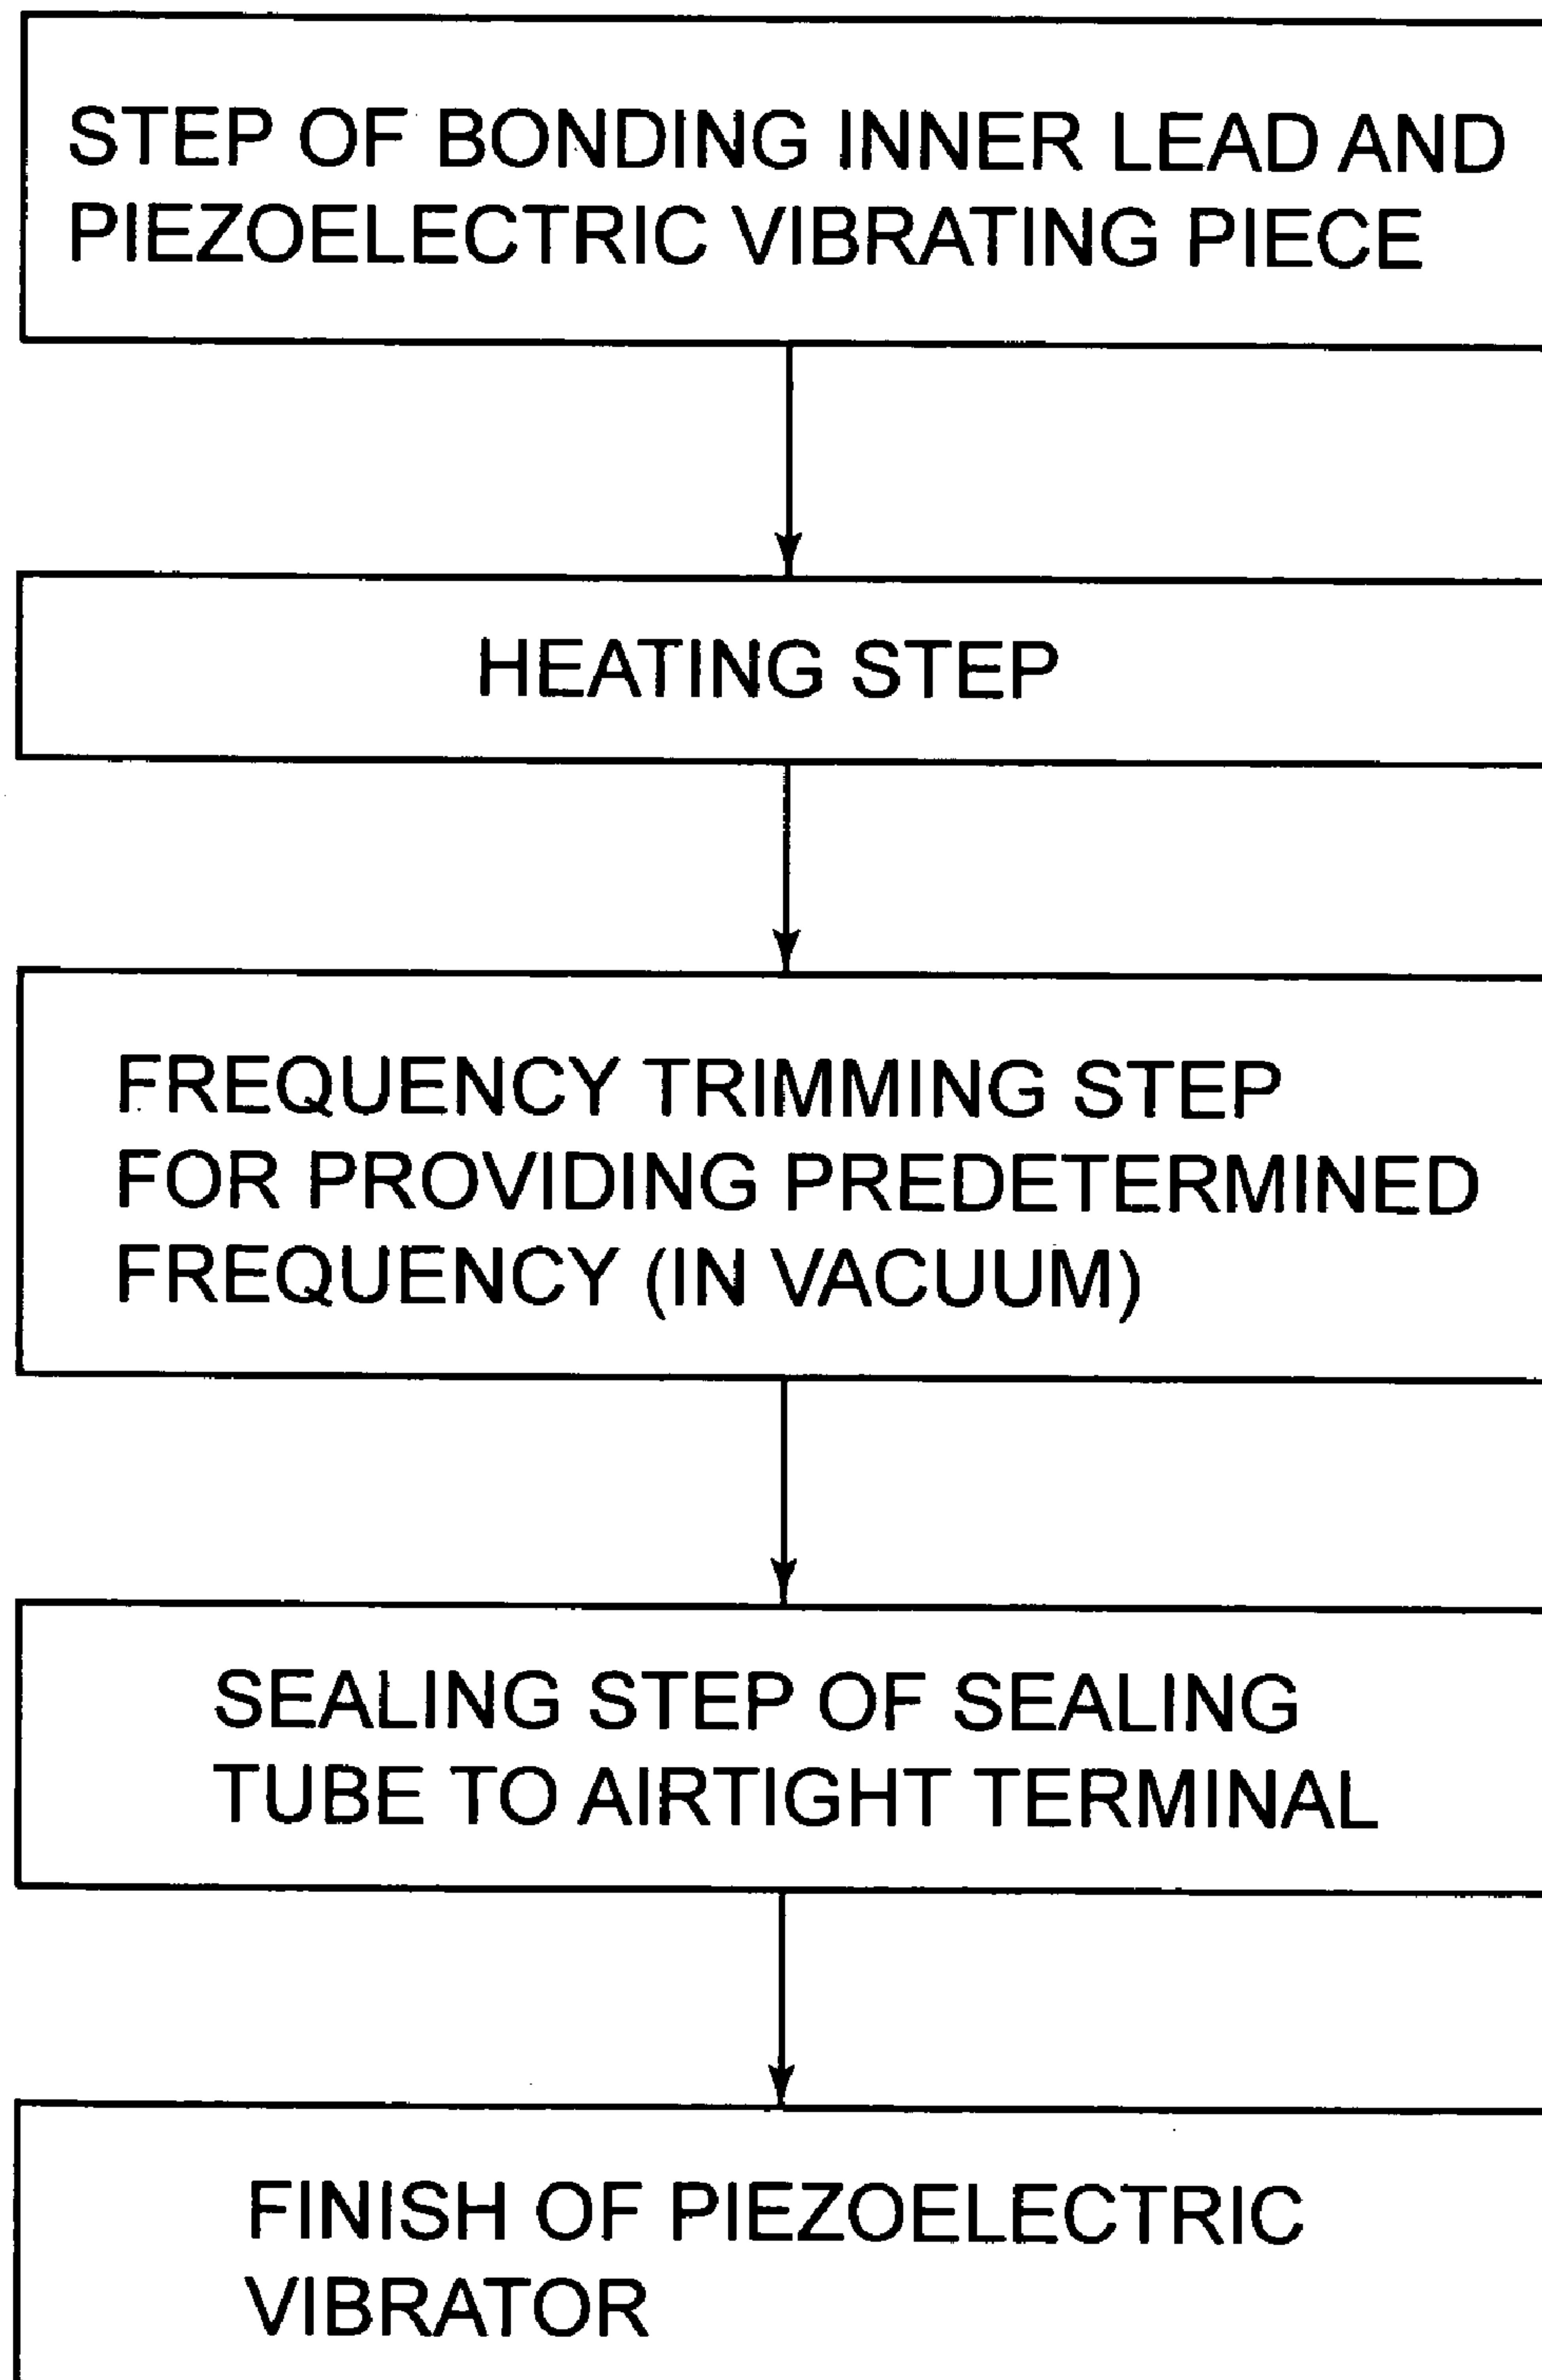 STEP OF BONDING INNER LEAD AND
PIEZOELECTRIC VIBRATING PIECE
HEATING STEP
FREQUENCY TRIMMING STEP
FOR PROVIDING PREDETERMINED
FREQUENCY (IN VACUUM)
SEALING STEP OF SEALING
TUBE TO AIRTIGHT TERMINAL
FINISH OF PIEZOELECTRIC
VIBRATOR